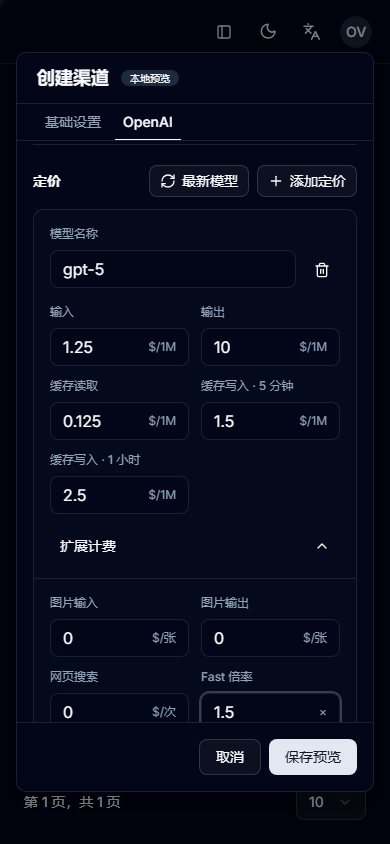 OV
创建渠道 本地预览
基础设置 OpenAI
定价 最新模型 添加定价
模型名称
gpt-5
输入 输出
1.25 $/1M 10 $/1M
缓存读取 缓存写入 · 5 分钟
0.125 $/1M 1.5 $/1M
缓存写入 · 1 小时
2.5 $/1M
扩展计费
图片输入 图片输出
0 $/张 0 $/张
网页搜索 Fast 倍率
0 $/次 1.5 ×
取消 保存预览
第 1 页，共 1 页 10